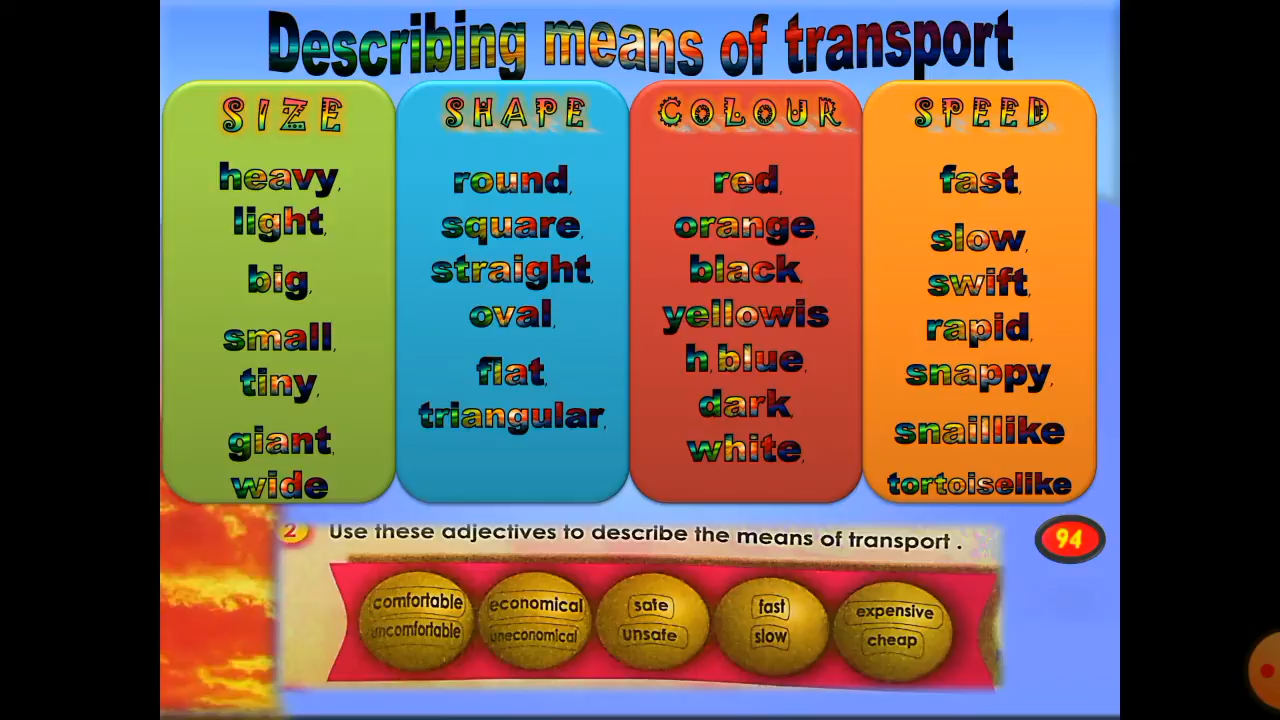 Describing means of transport
SIZE
heavy,
light,
big,
small,
tiny,
giant,
wide
SHAPE
round,
square,
straight,
oval,
flat,
triangular,
COLOUR
red,
orange,
black,
yellowis
h, blue,
dark,
white,
SPEED
fast,
slow,
swift,
rapid,
snappy,
snaillike
tortoiselike
2 Use these adjectives to describe the means of transport .
94
comfortable
uncomfortable
economical
uneconomical
safe
unsafe
fast
slow
expensive
cheap